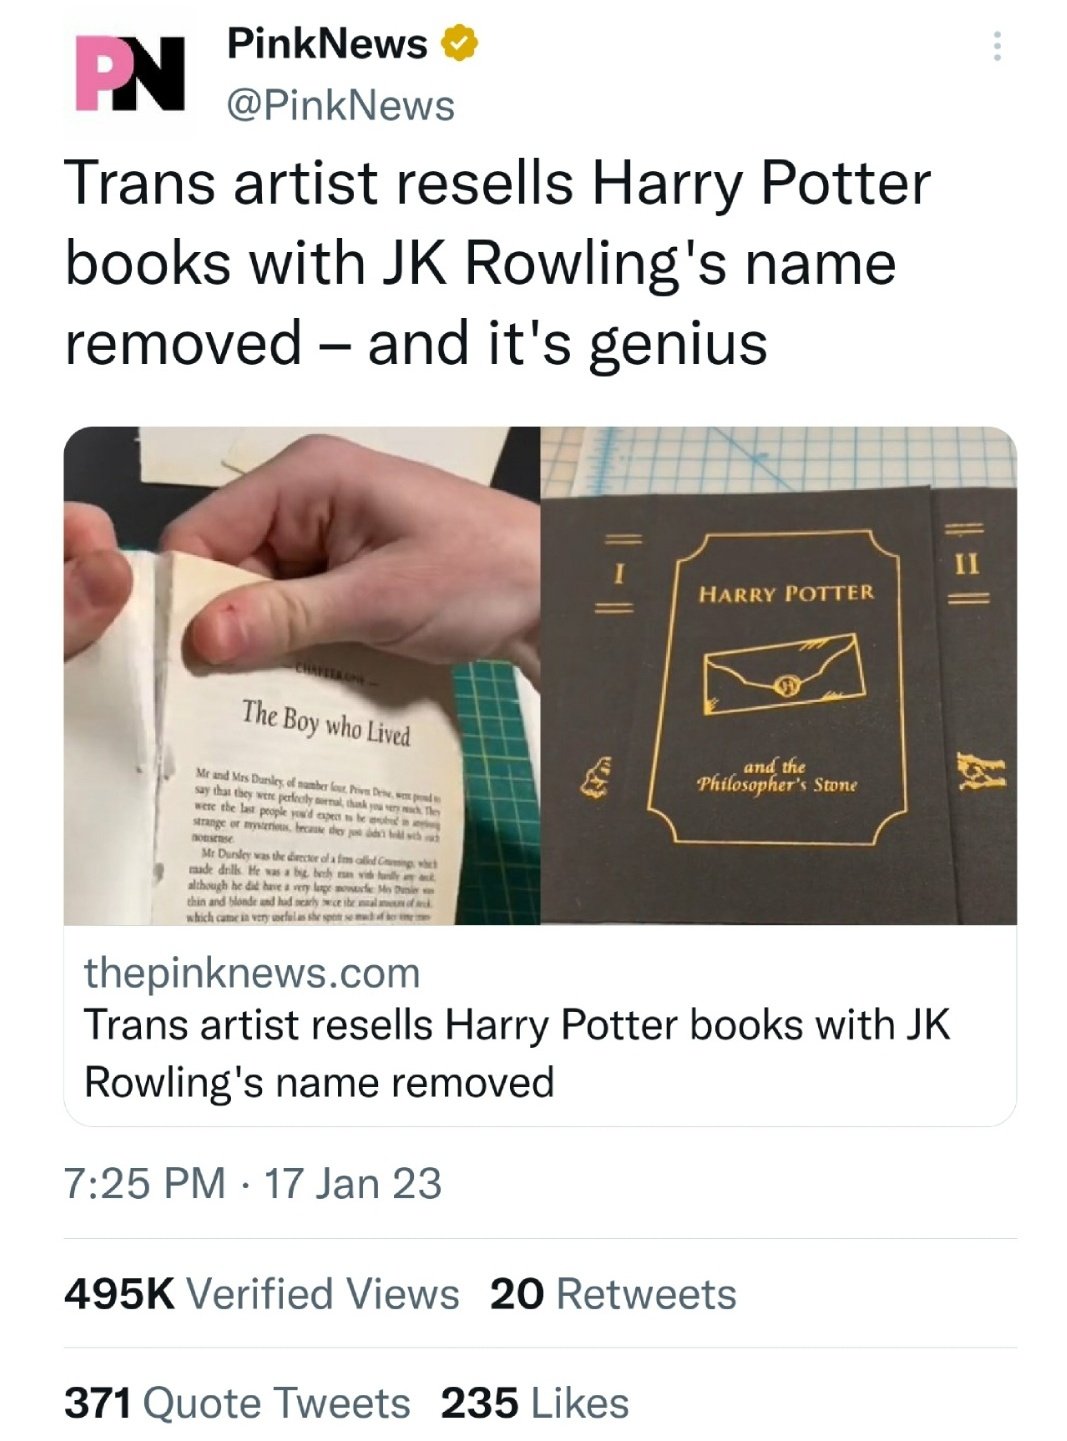 PN
PinkNews
@PinkNews
Trans artist resells Harry Potter
books with JK Rowling's name
removed – and it's genius
CHAPTER ONE
The Boy who Lived
Mr and Mrs Dursley, of number four, Privet Drive, were proud to
say that they were perfectly normal, thank you very much. They
were the last people you'd expect to be involved in anything
strange or mysterious, because they just didn't hold with such
nonsense.
Mr Dursley was the director of a firm called Grunnings, which
made drills. He was a big, beefy man with hardly any neck,
although he did have a very large moustache. Mrs Dursley was
thin and blonde and had nearly twice the usual amount of neck,
which came in very useful as she spent so much of her time
I
HARRY POTTER
H
and the
Philosopher's Stone
II
thepinknews.com
Trans artist resells Harry Potter books with JK
Rowling's name removed
7:25 PM · 17 Jan 23
495K Verified Views 20 Retweets
371 Quote Tweets 235 Likes